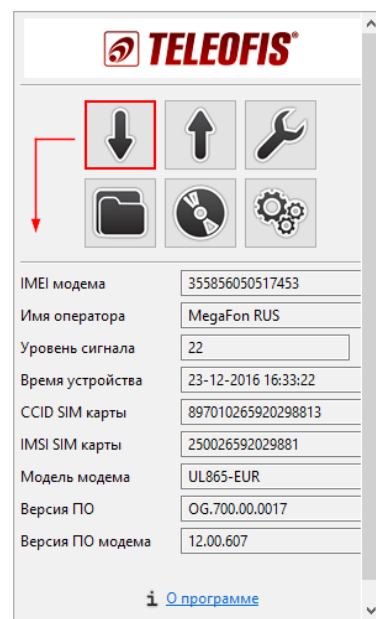 TELEOFIS®
IMEI модема 355856050517453
Имя оператора MegaFon RUS
Уровень сигнала 22
Время устройства 23-12-2016 16:33:22
CCID SIM карты 897010265920298813
IMSI SIM карты 250026592029881
Модель модема UL865-EUR
Версия ПО OG.700.00.0017
Версия ПО модема 12.00.607
i О программе